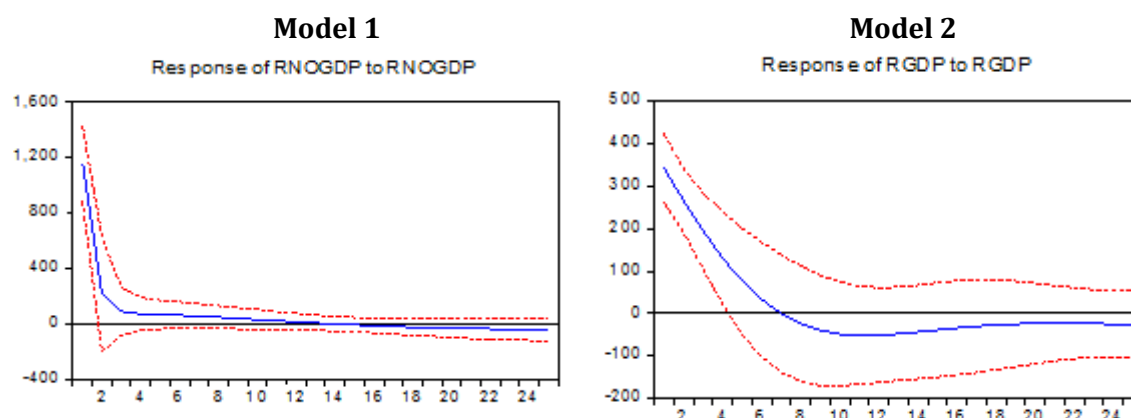 Model 1
Response of RNOGDP to RNOGDP
1,600
1,200
800
400
0
-400
2 4 6 8 10 12 14 16 18 20 22 24
Model 2
Response of RGDP to RGDP
500
400
300
200
100
0
-100
-200
2 4 6 8 10 12 14 16 18 20 22 24